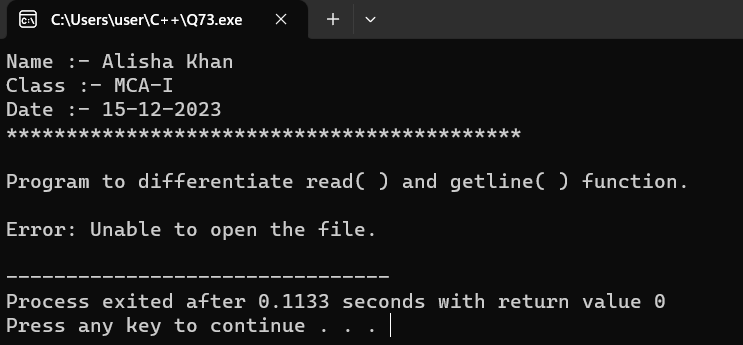 C:\Users\user\C++\Q73.exe
Name :- Alisha Khan
Class :- MCA-I
Date :- 15-12-2023
*******************************************
Program to differentiate read( ) and getline( ) function.
Error: Unable to open the file.
--------------------------------
Process exited after 0.1133 seconds with return value 0
Press any key to continue . . .